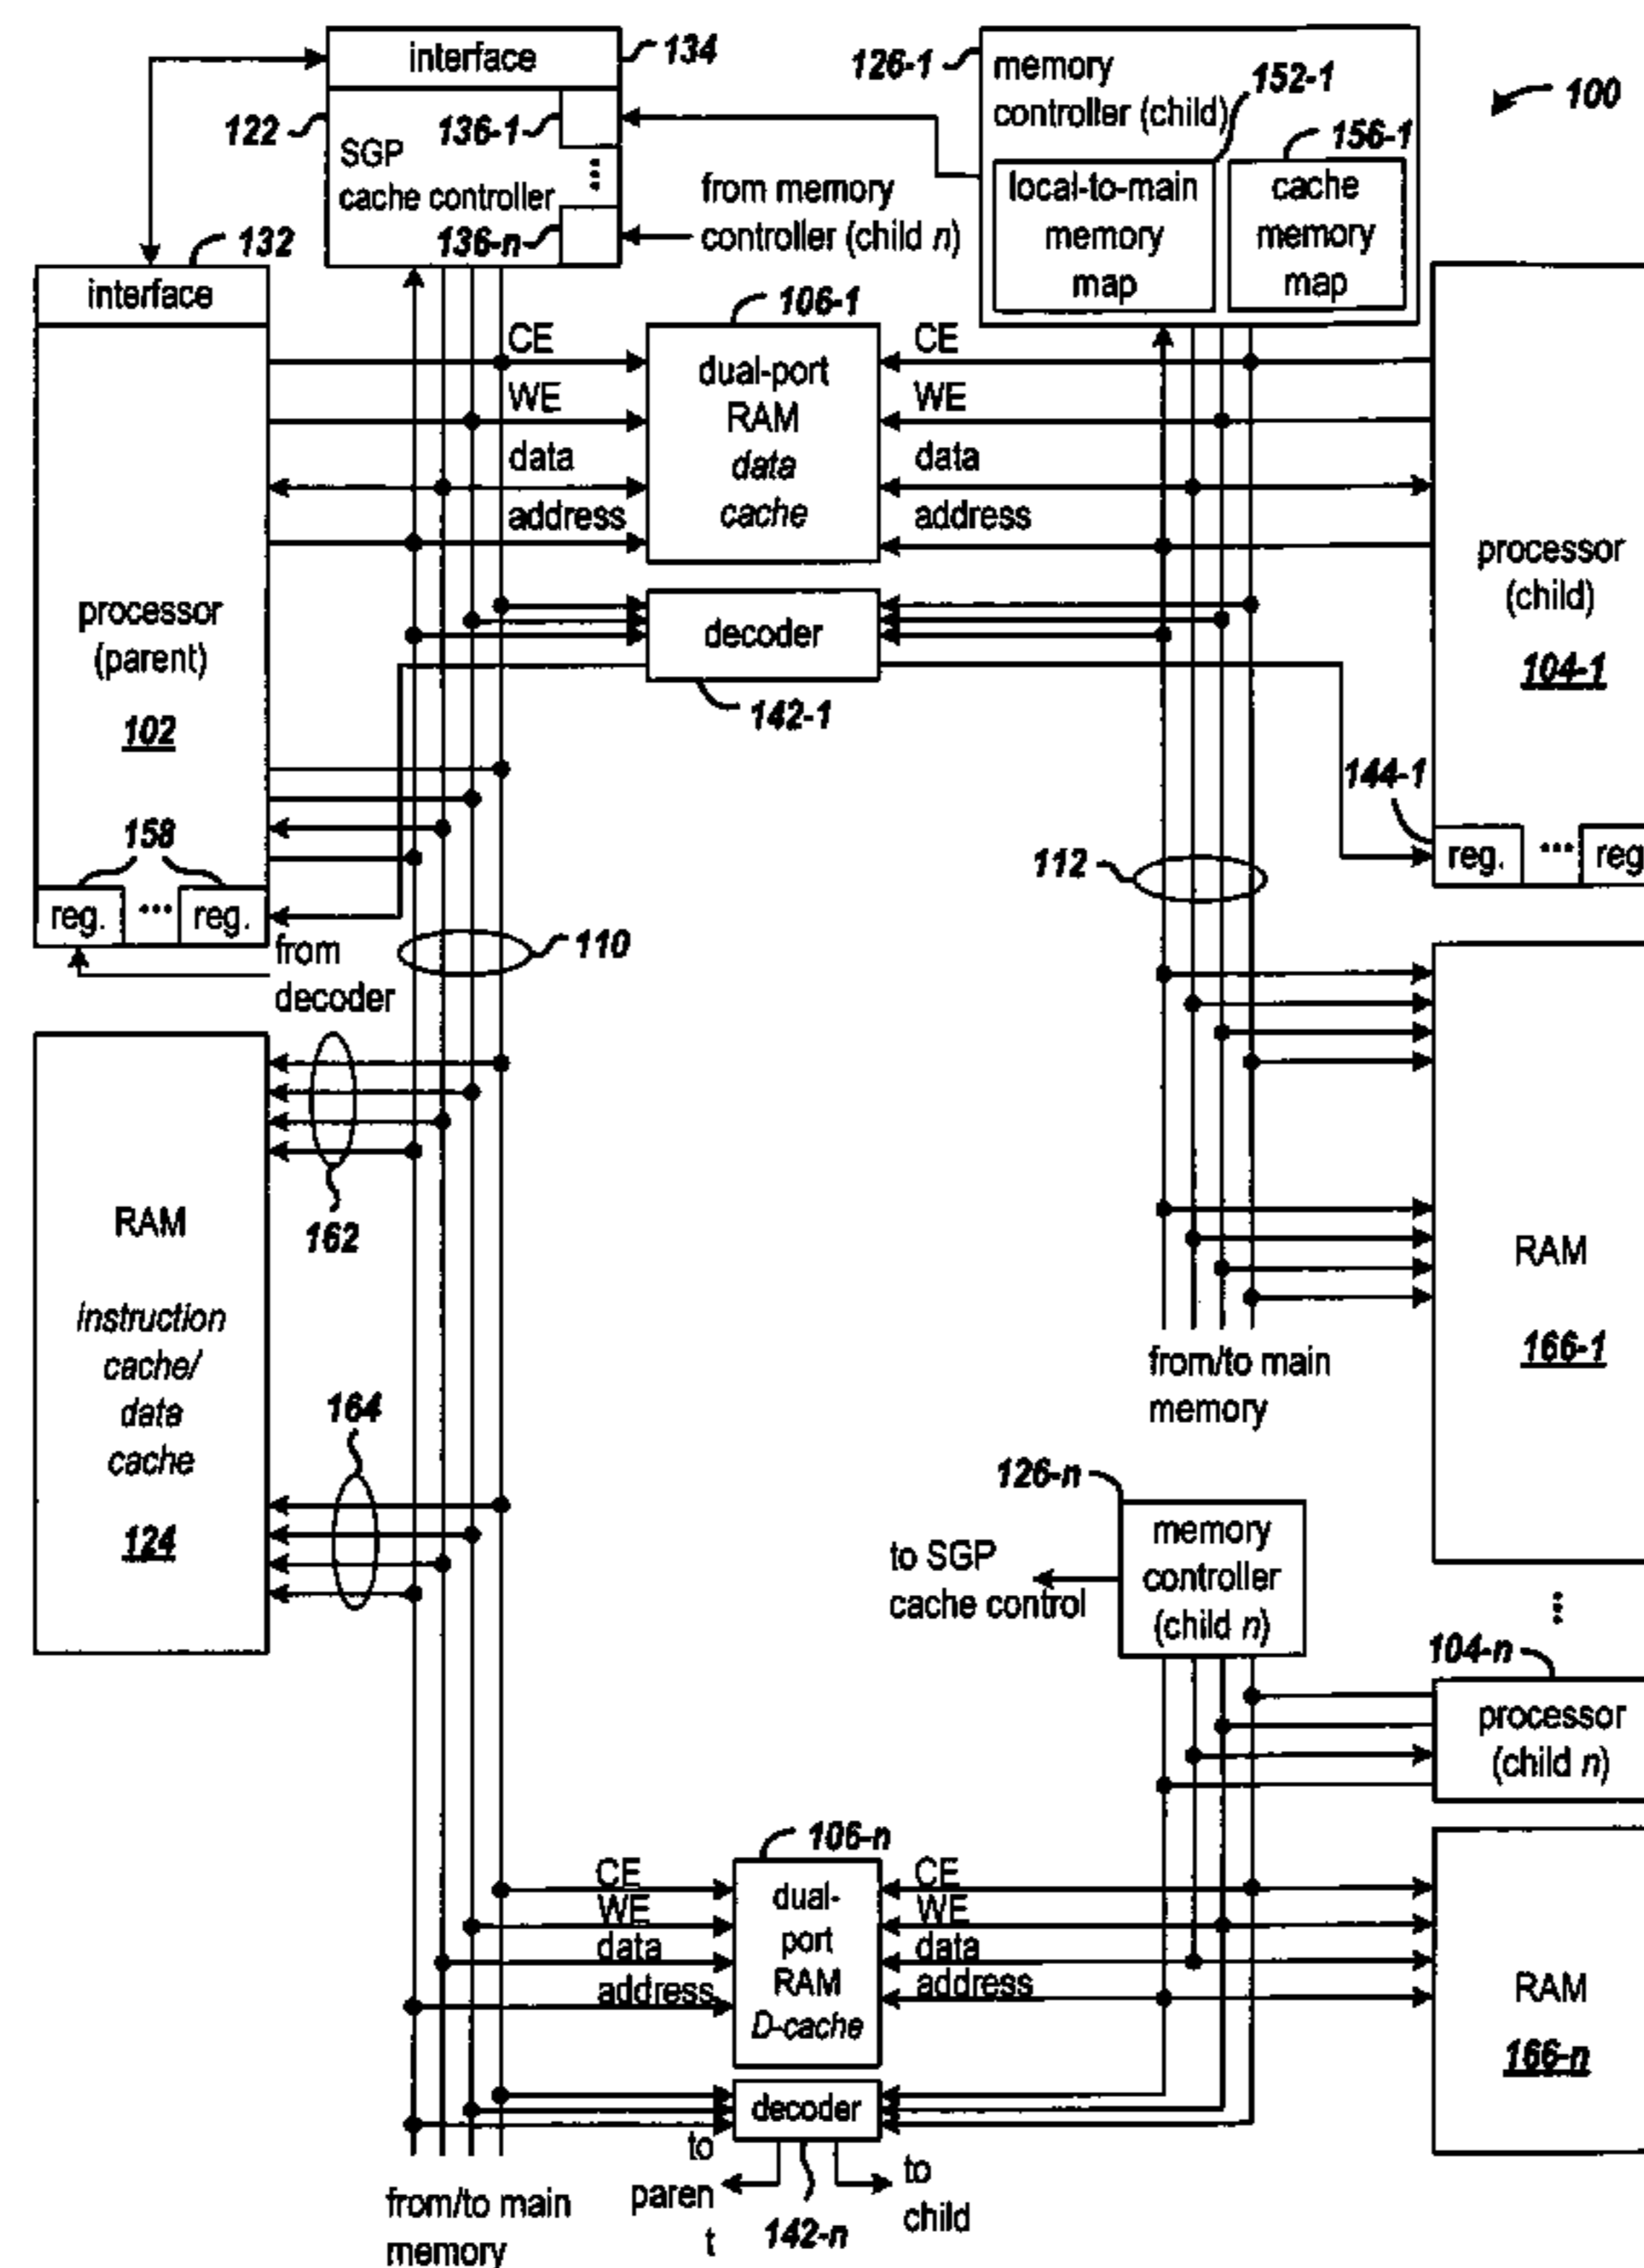 interface
134
122
136-1
SGP
cache controller
...
136-n
from memory
controller (child n)
126-1
memory
controller (child)
152-1
156-1
local-to-main
memory
map
cache
memory
map
100
132
interface
processor
(parent)
102
158
reg.
...
reg.
from
decoder
CE
WE
data
address
106-1
dual-port
RAM
data
cache
CE
WE
data
address
decoder
142-1
processor
(child)
104-1
144-1
reg.
...
reg
110
112
RAM
instruction
cache/
data
cache
124
162
164
RAM
166-1
from/to main
memory
126-n
memory
controller
(child n)
to SGP
cache control
...
104-n
processor
(child n)
106-n
CE
WE
data
address
dual-
port
RAM
D-cache
CE
WE
data
address
RAM
166-n
decoder
to
paren
t
142-n
to
child
from/to main
memory